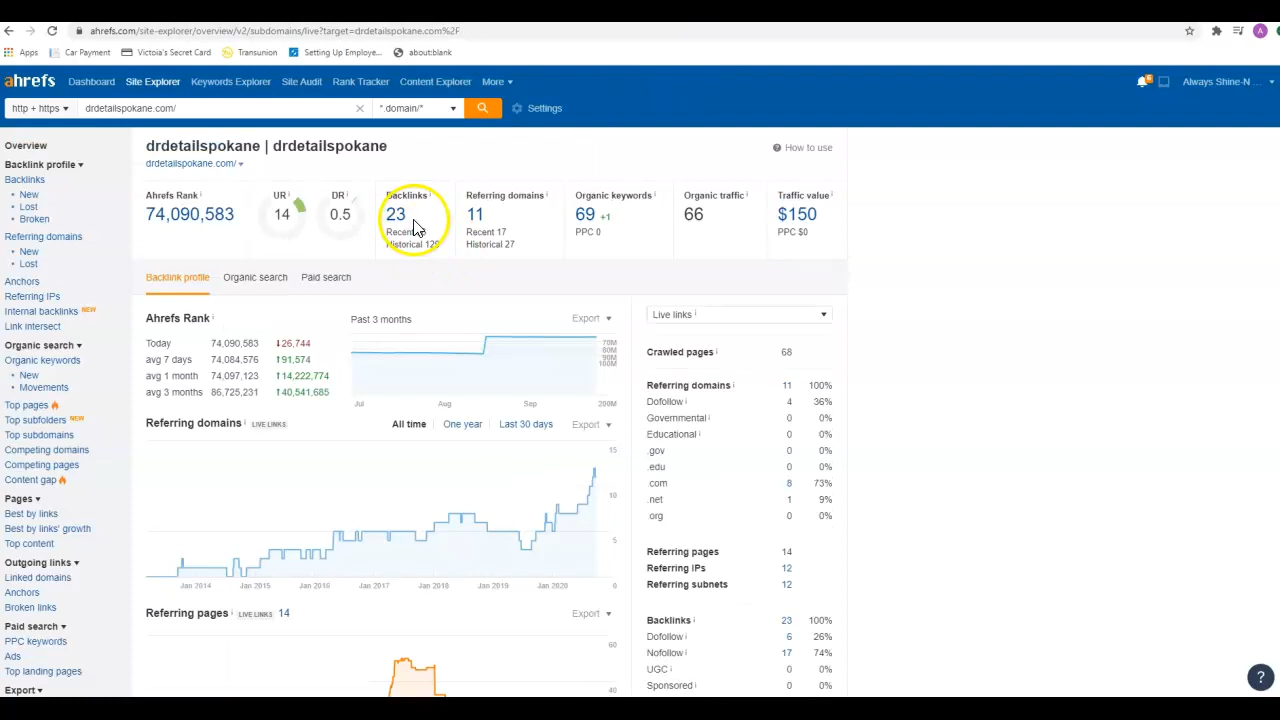 ahrefs.com/site-explorer/overview/v2/subdomains/live?target=drdetailspokane.com%2F
A
Apps Car Payment Victoia's Secret Card Transunion Setting Up Employe... about:blank
ahrefs Dashboard Site Explorer Keywords Explorer Site Audit Rank Tracker Content Explorer More Always Shine-N ...
http + https drdetailspokane.com/ *.domain/* Settings
Overview
Backlink profile
Backlinks
New
Lost
Broken
Referring domains
New
Lost
Anchors
Referring IPs
Internal backlinks NEW
Link intersect
Organic search
Organic keywords
New
Movements
Top pages
Top subfolders NEW
Top subdomains
Competing domains
Competing pages
Content gap
Pages
Best by links
Best by links' growth
Top content
Outgoing links
Linked domains
Anchors
Broken links
Paid search
PPC keywords
Ads
Top landing pages
Export
drdetailspokane | drdetailspokane
How to use
drdetailspokane.com/
Ahrefs Rank UR DR Backlinks Referring domains Organic keywords Organic traffic Traffic value
74,090,583 14 0.5 23 11 69 +1 66 $150
Recent 17 PPC 0 PPC $0
Historical Historical 27
Backlink profile Organic search Paid search
Ahrefs Rank
Past 3 months Export
Today 74,090,583 ↓26,744
avg 7 days 74,084,576 ↑91,574
avg 1 month 74,097,123 ↑14,222,774
avg 3 months 86,725,231 ↑40,541,685
70M
80M
90M
100M
200M
Jul Aug Sep
Referring domains LIVE LINKS All time One year Last 30 days Export
15
10
5
0
Jan 2014 Jan 2015 Jan 2016 Jan 2017 Jan 2018 Jan 2019 Jan 2020
Referring pages LIVE LINKS 14 Export
60
40
Live links
Crawled pages 68
Referring domains 11 100%
Dofollow 4 36%
Governmental 0 0%
Educational 0 0%
.gov 0 0%
.edu 0 0%
.com 8 73%
.net 1 9%
.org 0 0%
Referring pages 14
Referring IPs 12
Referring subnets 12
Backlinks 23 100%
Dofollow 6 26%
Nofollow 17 74%
UGC 0 0%
Sponsored 0 0%
?